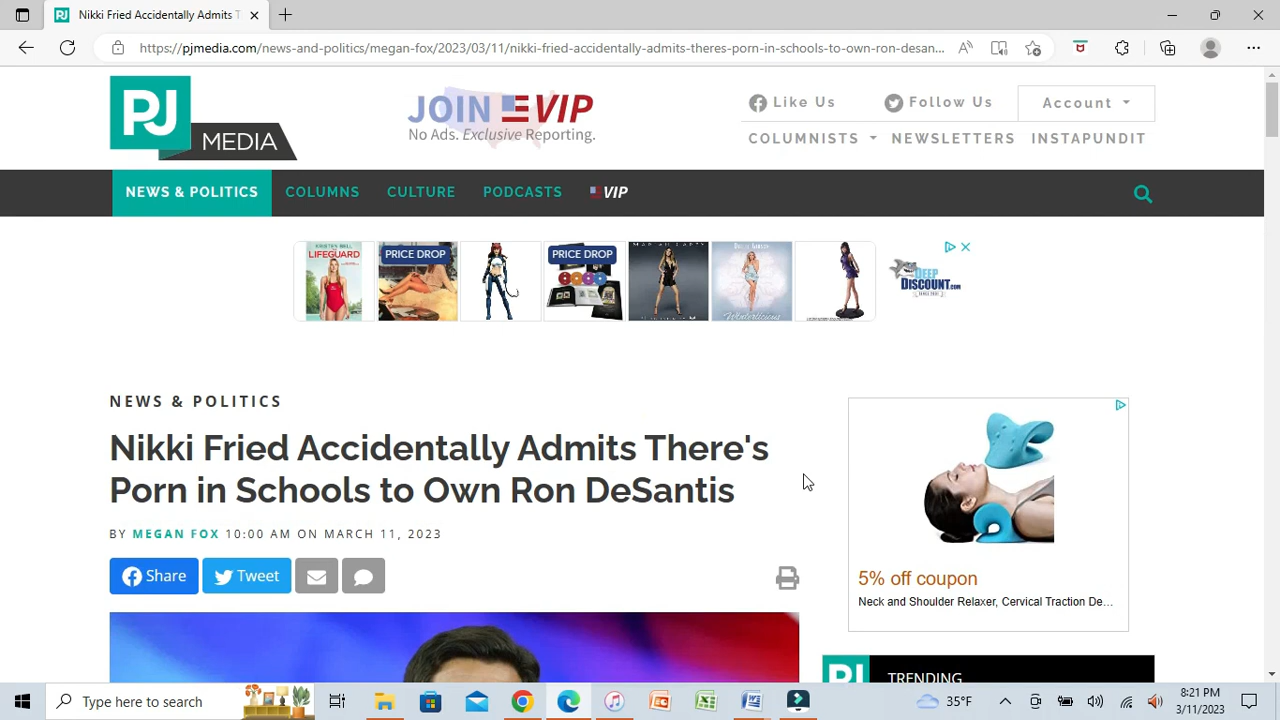 Nikki Fried Accidentally Admits T
https://pjmedia.com/news-and-politics/megan-fox/2023/03/11/nikki-fried-accidentally-admits-theres-porn-in-schools-to-own-ron-desan...
PJ MEDIA
JOIN VIP
No Ads. Exclusive Reporting.
Like Us
Follow Us
Account
COLUMNISTS NEWSLETTERS INSTAPUNDIT
NEWS & POLITICS COLUMNS CULTURE PODCASTS VIP
LIFEGUARD
PRICE DROP
PRICE DROP
Winterlicious
DEEP
DISCOUNT.com
NEWS & POLITICS
Nikki Fried Accidentally Admits There's
Porn in Schools to Own Ron DeSantis
BY MEGAN FOX 10:00 AM ON MARCH 11, 2023
Share Tweet
5% off coupon
Neck and Shoulder Relaxer, Cervical Traction De...
PJ TRENDING
Type here to search
35°F
8:21 PM
3/11/2023